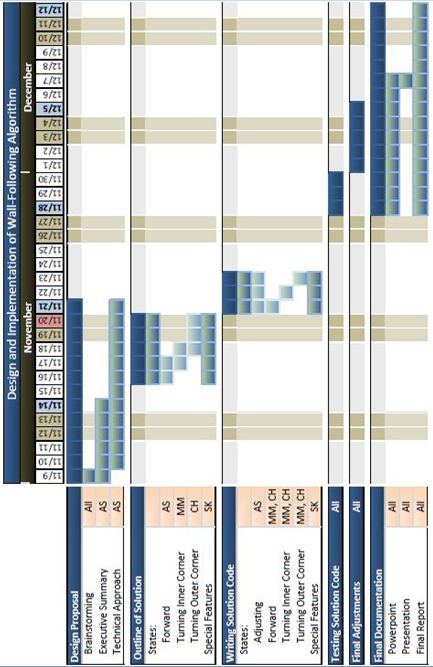 Design and Implementation of Wall-Following Algorithm
November | December
11/9 11/10 11/11 11/12 11/13 11/14 11/15 11/16 11/17 11/18 11/19 11/20 11/21 11/22 11/23 11/24 11/25 11/26 11/27 11/28 11/29 11/30 12/1 12/2 12/3 12/4 12/5 12/6 12/7 12/8 12/9 12/10 12/11 12/12
Design Proposal
Brainstorming All
Executive Summary AS
Technical Approach AS
Outline of Solution
States:
Forward AS
Turning Inner Corner MM
Turning Outer Corner CH
Special Features SK
Writing Solution Code
States:
Adjusting AS
Forward MM, CH
Turning Inner Corner MM, CH
Turning Outer Corner MM, CH
Special Features SK
Testing Solution Code All
Final Adjustments All
Final Documentation
Powerpoint All
Presentation All
Final Report All